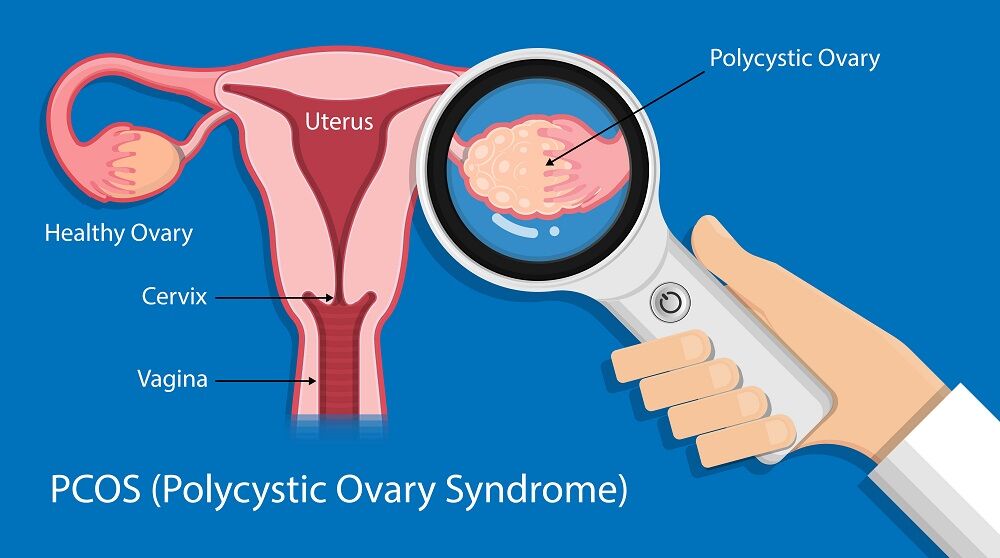 Polycystic Ovary
Uterus
Healthy Ovary
Cervix
Vagina
PCOS (Polycystic Ovary Syndrome)